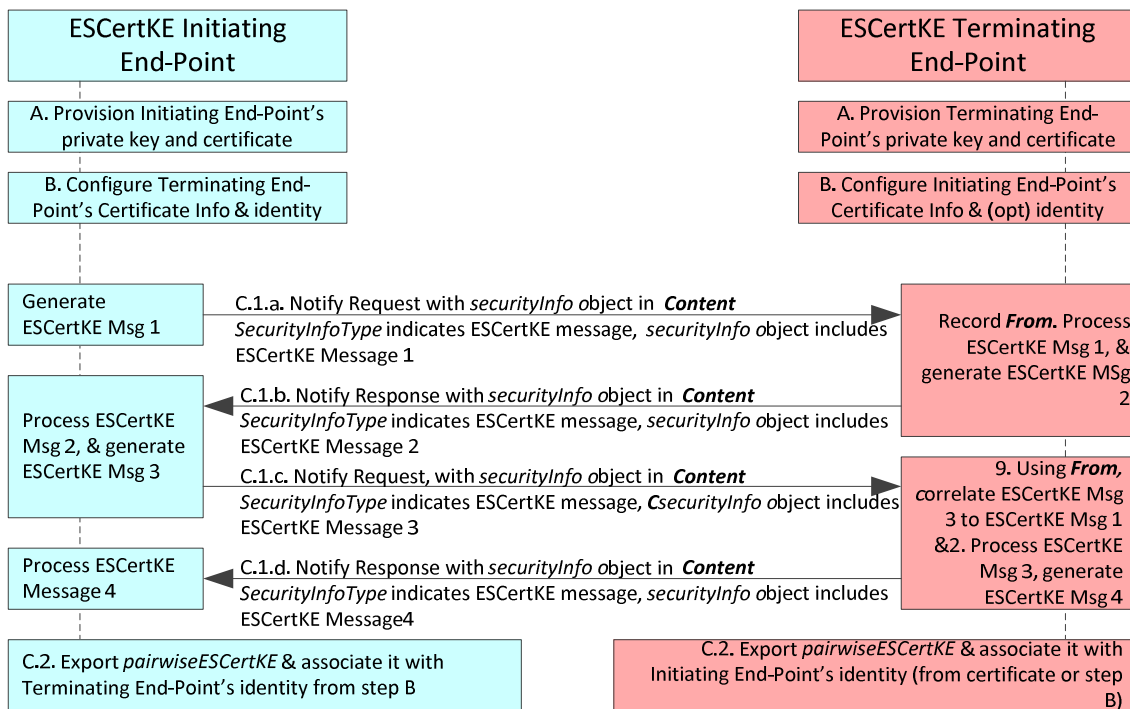 ESCertKE Initiating
End-Point
ESCertKE Terminating
End-Point
A. Provision Initiating End-Point's
private key and certificate
A. Provision Terminating End-
Point's private key and certificate
B. Configure Terminating End-
Point's Certificate Info & identity
B. Configure Initiating End-Point's
Certificate Info & (opt) identity
Generate
ESCertKE Msg 1
C.1.a. Notify Request with securityInfo object in Content
SecurityInfoType indicates ESCertKE message, securityInfo object includes
ESCertKE Message 1
Record From. Process
ESCertKE Msg 1, &
generate ESCertKE MSg
2
Process ESCertKE
Msg 2, & generate
ESCertKE Msg 3
C.1.b. Notify Response with securityInfo object in Content
SecurityInfoType indicates ESCertKE message, securityInfo object includes
ESCertKE Message 2
C.1.c. Notify Request, with securityInfo object in Content
SecurityInfoType indicates ESCertKE message, CsecurityInfo object includes
ESCertKE Message 3
9. Using From,
correlate ESCertKE Msg
3 to ESCertKE Msg 1
&2. Process ESCertKE
Msg 3, generate
ESCertKE Msg 4
Process ESCertKE
Message 4
C.1.d. Notify Response with securityInfo object in Content
SecurityInfoType indicates ESCertKE message, securityInfo object includes
ESCertKE Message4
C.2. Export pairwiseESCertKE & associate it with
Terminating End-Point's identity from step B
C.2. Export pairwiseESCertKE & associate it with
Initiating End-Point's identity (from certificate or step
B)